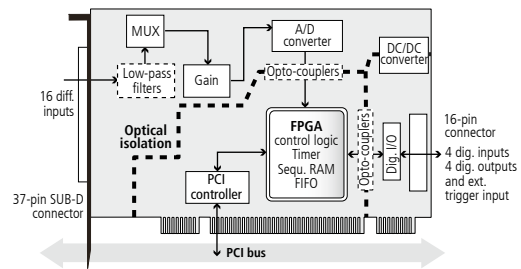 MUX
A/D
converter
DC/DC
converter
Low-pass
filters
Gain
Opto-couplers
16 diff.
inputs
Optical
isolation
FPGA
control logic
Timer
Sequ. RAM
FIFO
Opto-couplers
Dig. I/O
16-pin
connector
4 dig. inputs
4 dig. outputs
and ext.
trigger input
PCI
controller
37-pin SUB-D
connector
PCI bus